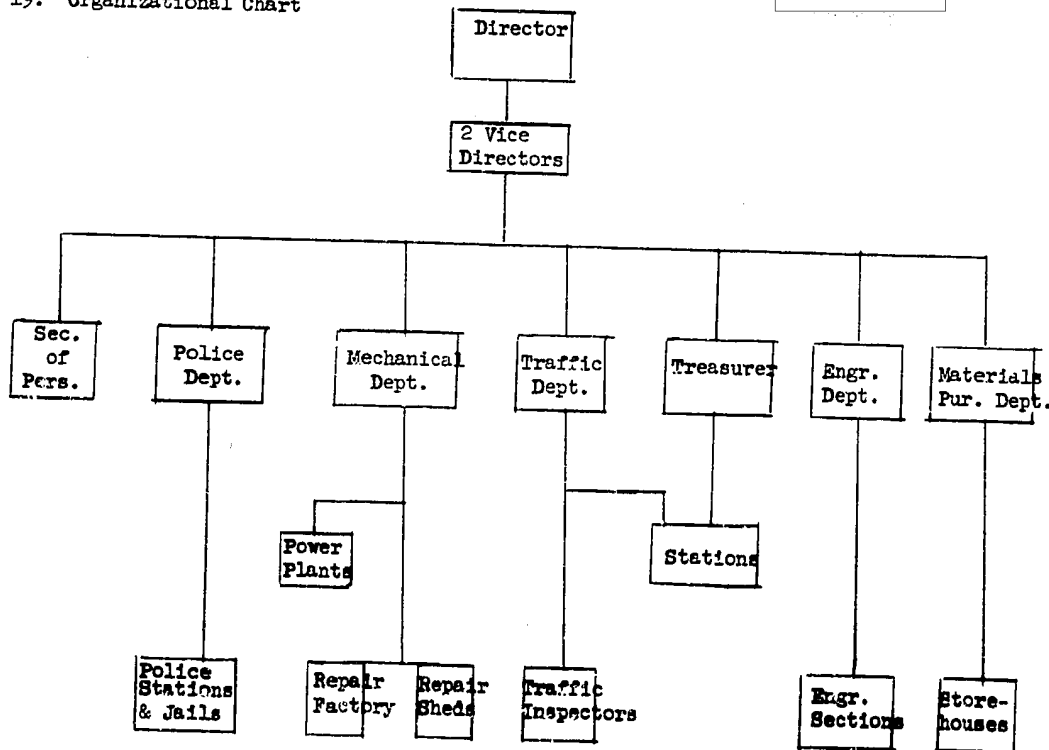 19. Organizational Chart
Director
2 Vice
Directors
Sec.
of
Pers.
Police
Dept.
Mechanical
Dept.
Traffic
Dept.
Treasurer
Engr.
Dept.
Materials
Pur. Dept.
Power
Plants
Stations
Police
Stations
& Jails
Repair
Factory
Repair
Sheds
Traffic
Inspectors
Engr.
Sections
Store-
houses